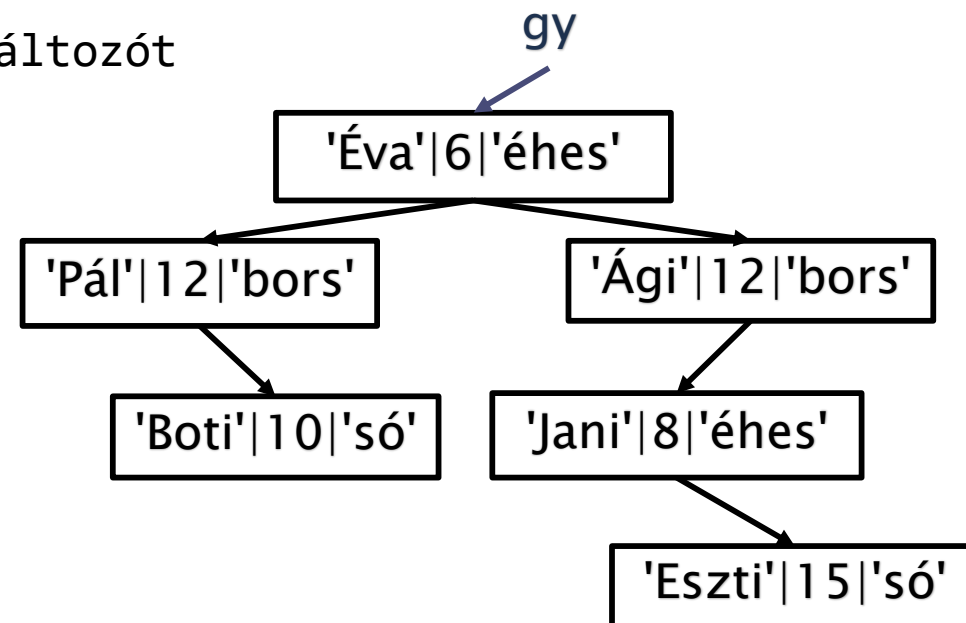 gy
áltozót
'Éva'|6|'éhes'
'Pál'|12|'bors'
'Ági'|12|'bors'
'Boti'|10|'só'
'Jani'|8|'éhes'
'Eszti'|15|'só'